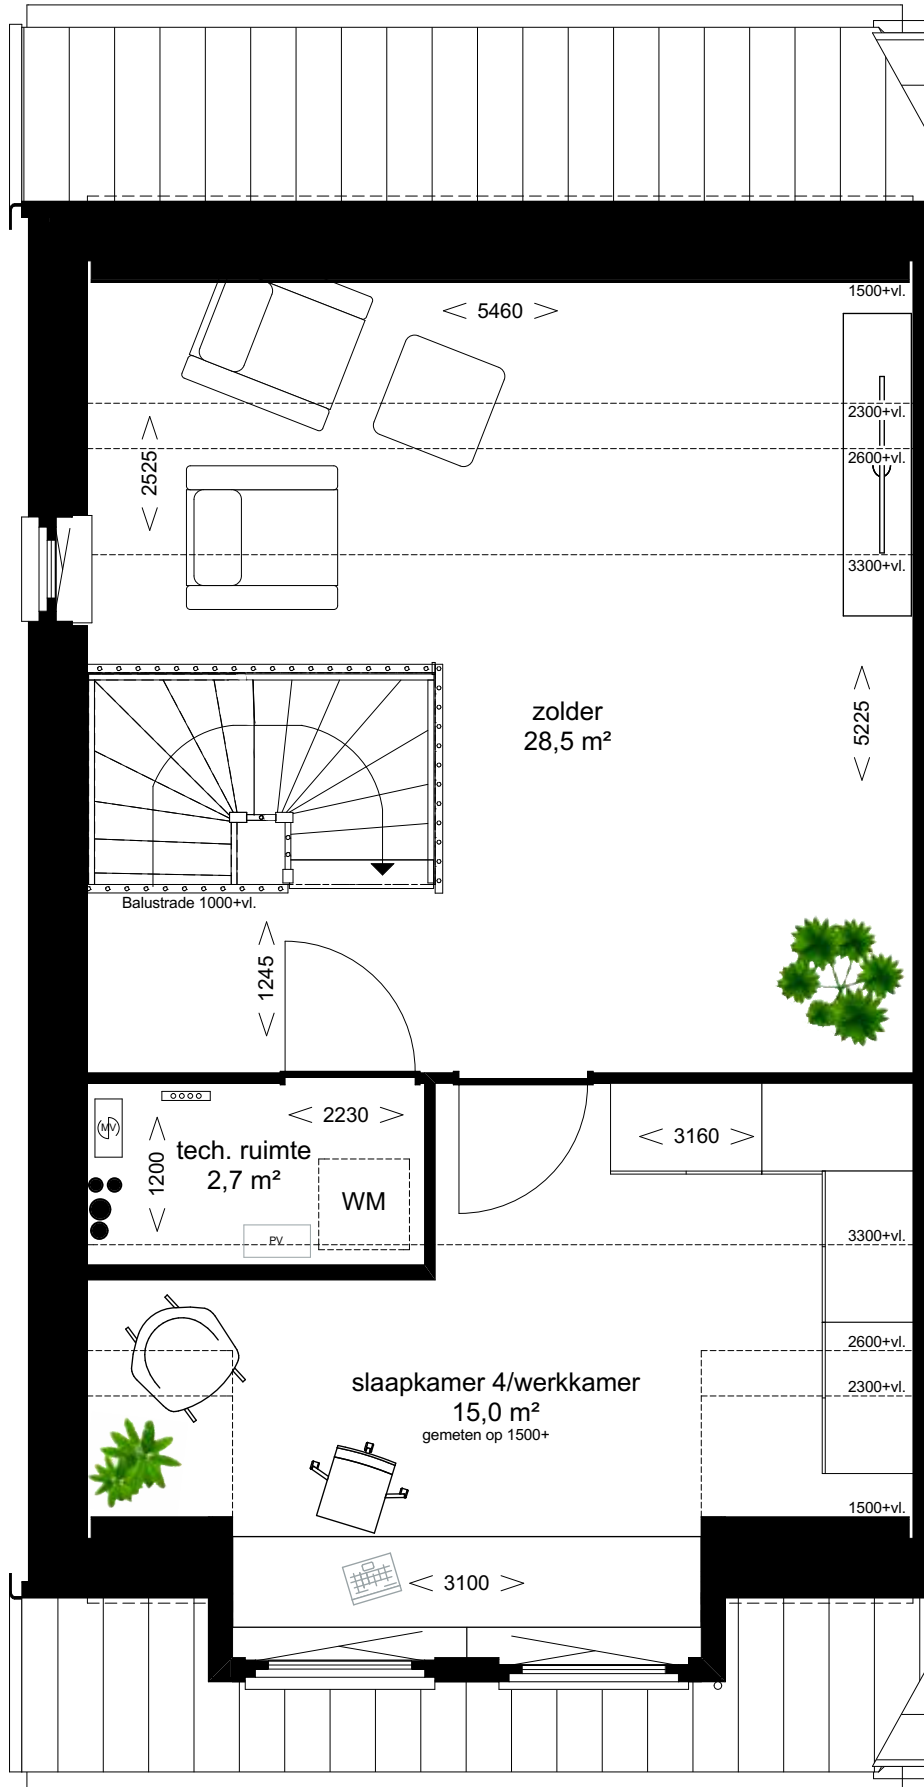 1500+vl.
5460
2300+vl.
2525
2600+vl.
3300+vl.
zolder
28,5 m²
5225
Balustrade 1000+vl.
1245
MV
2230
3160
tech. ruimte
2,7 m²
1200
WM
PV
3300+vl.
2600+vl.
slaapkamer 4/werkkamer
15,0 m²
gemeten op 1500+
2300+vl.
1500+vl.
3100